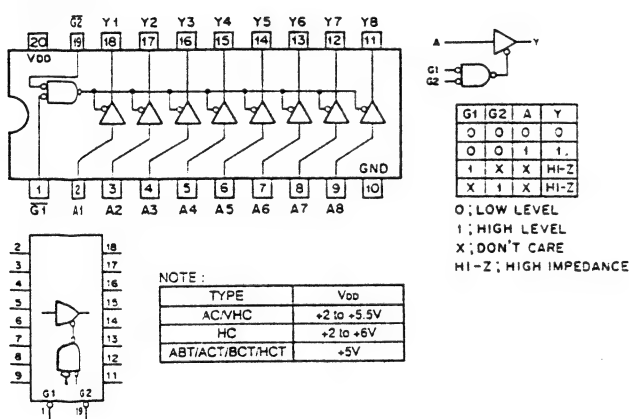 G2 Y1 Y2 Y3 Y4 Y5 Y6 Y7 Y8
20 19 18 17 16 15 14 13 12 11
VDD
GND
1 2 3 4 5 6 7 8 9 10
G1 A1 A2 A3 A4 A5 A6 A7 A8
A Y
G1
G2
G1 G2 A Y
0 0 0 0
0 0 1 1.
1 X X HI-Z
X 1 X HI-Z
0 ; LOW LEVEL
1 ; HIGH LEVEL
X ; DON'T CARE
HI-Z ; HIGH IMPEDANCE
2 18
3 17
4 16
5 15
6 14
7 13
8 12
9 11
G1 G2
1 19
NOTE :
TYPE VDD
AC/VHC +2 to +5.5V
HC +2 to +6V
ABT/ACT/BCT/HCT +5V